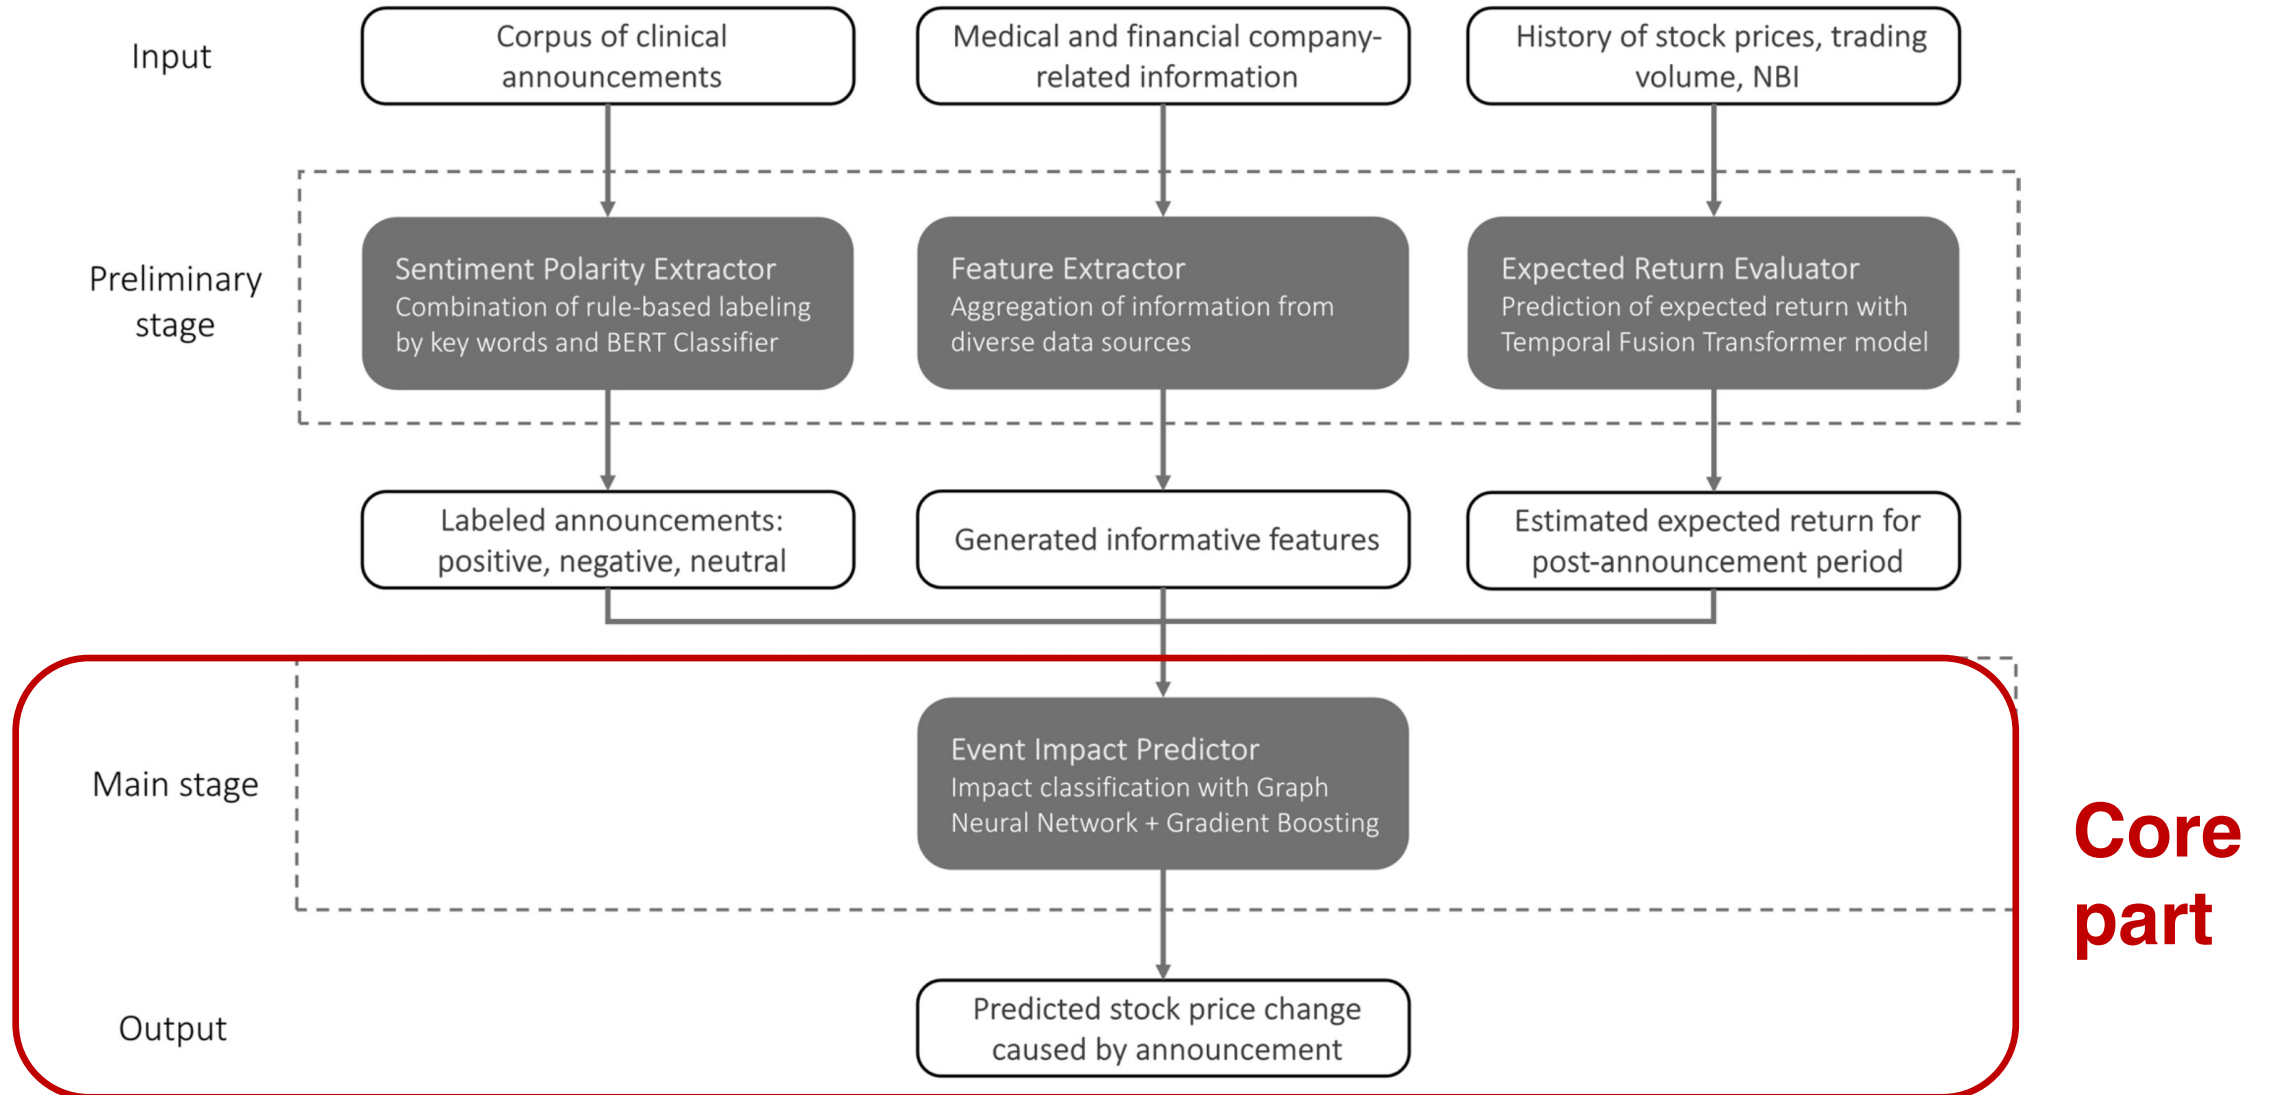 Input
Corpus of clinical
announcements
Medical and financial company-
related information
History of stock prices, trading
volume, NBI
Preliminary
stage
Sentiment Polarity Extractor
Combination of rule-based labeling
by key words and BERT Classifier
Feature Extractor
Aggregation of information from
diverse data sources
Expected Return Evaluator
Prediction of expected return with
Temporal Fusion Transformer model
Labeled announcements:
positive, negative, neutral
Generated informative features
Estimated expected return for
post-announcement period
Main stage
Event Impact Predictor
Impact classification with Graph
Neural Network + Gradient Boosting
Core
part
Output
Predicted stock price change
caused by announcement